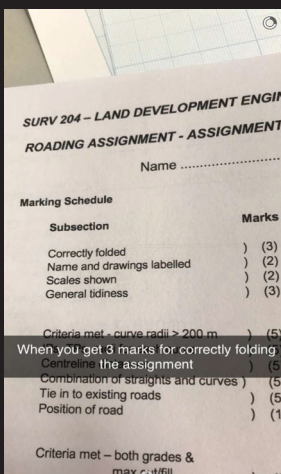 SURV 204 – LAND DEVELOPMENT
ROADING ASSIGNMENT - ASSIGNMENT
Name ....................
Marking Schedule
Subsection Marks
Correctly folded ) (3)
Name and drawings labelled ) (2)
Scales shown ) (2)
General tidiness ) (3)
Criteria met - curve radii > 200 m ) (5)
When you get 3 marks for correctly folding
the assignment
Centreline
Combination of straights and curves ) (5
Tie in to existing roads ) (5
Position of road ) (1
Criteria met – both grades &
max cut/fill